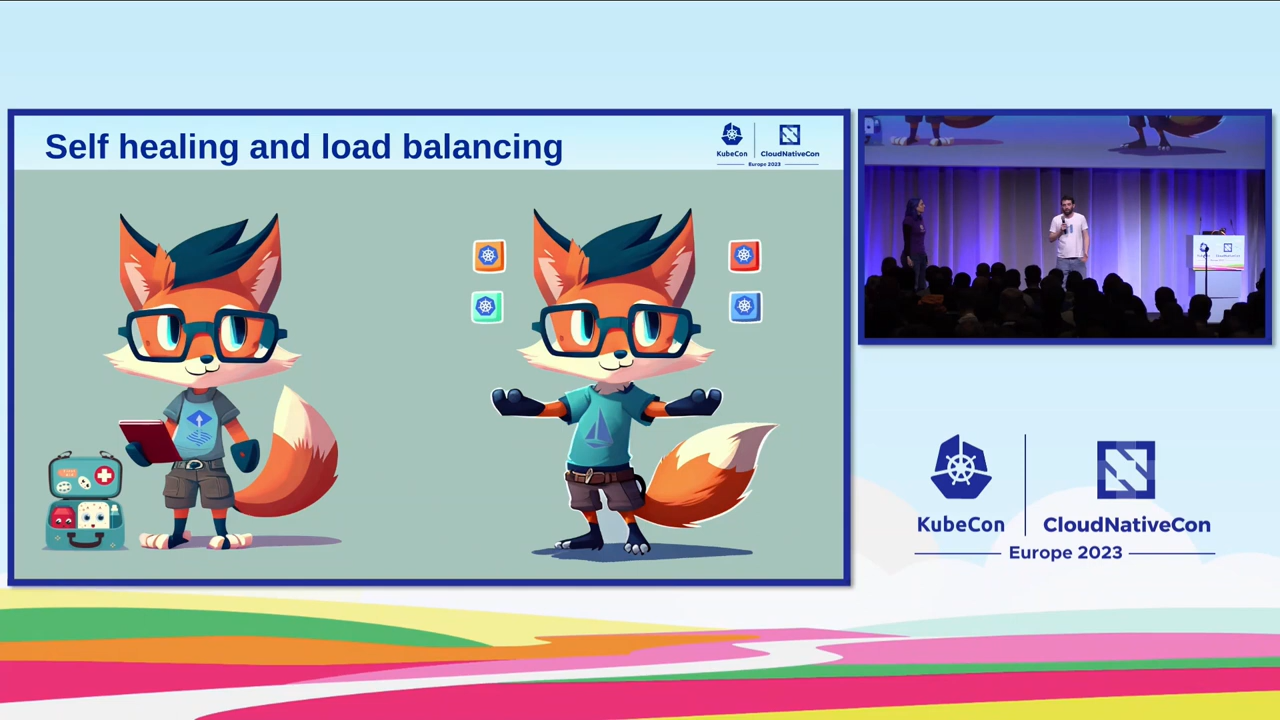 Self healing and load balancing
KubeCon
CloudNativeCon
Europe 2023
KubeCon
CloudNativeCon
Europe 2023